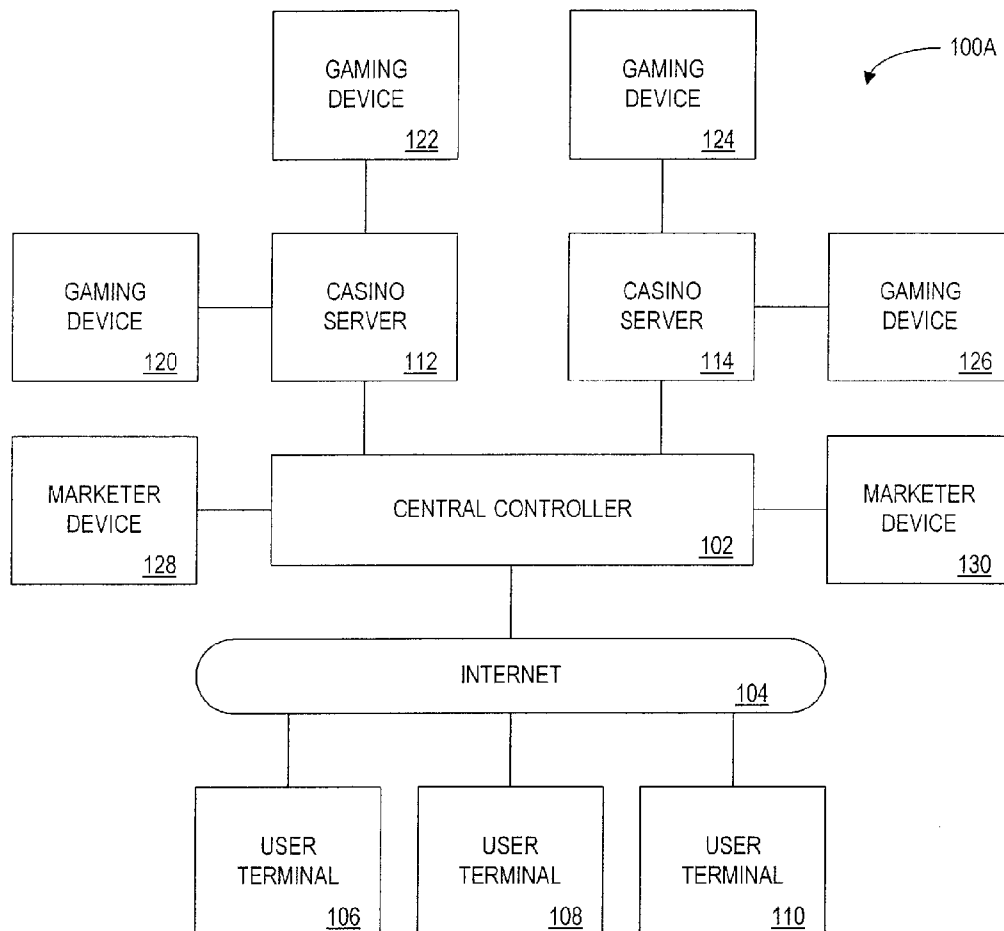 100A
GAMING
DEVICE
122
GAMING
DEVICE
124
GAMING
DEVICE
120
CASINO
SERVER
112
CASINO
SERVER
114
GAMING
DEVICE
126
MARKETER
DEVICE
128
CENTRAL CONTROLLER
102
MARKETER
DEVICE
130
INTERNET
104
USER
TERMINAL
106
USER
TERMINAL
108
USER
TERMINAL
110